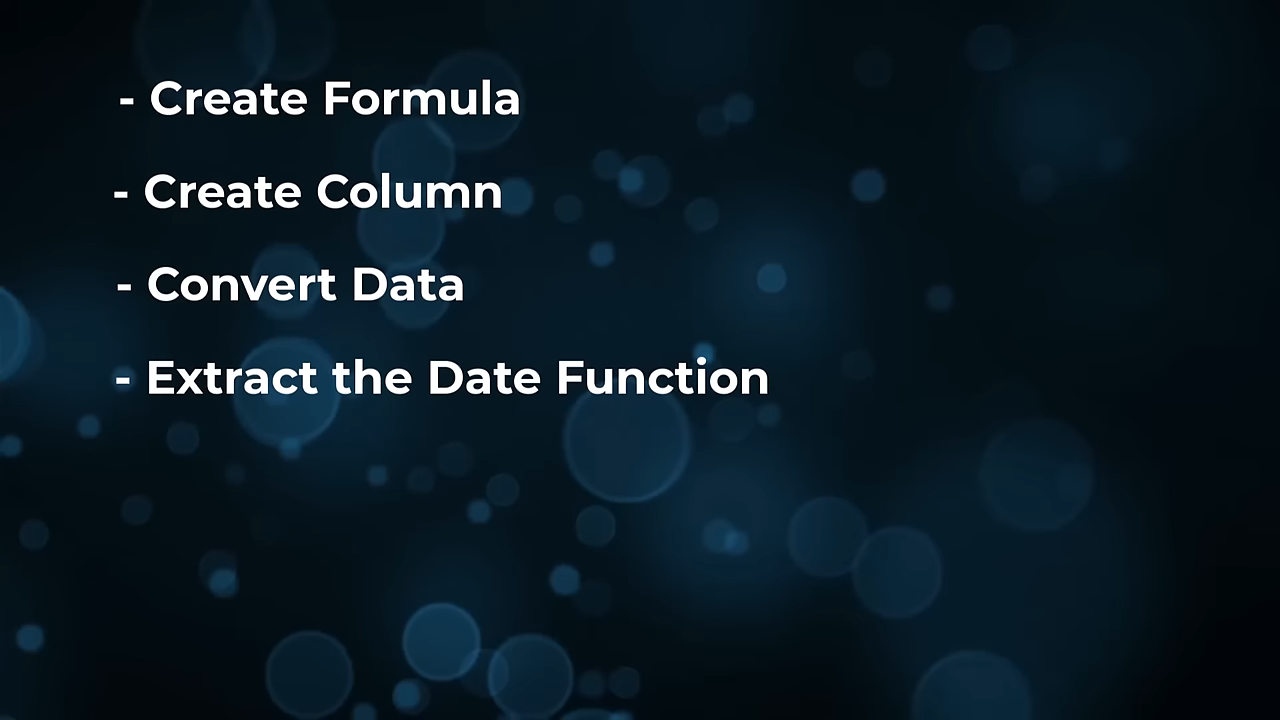 - Create Formula
- Create Column
- Convert Data
- Extract the Date Function